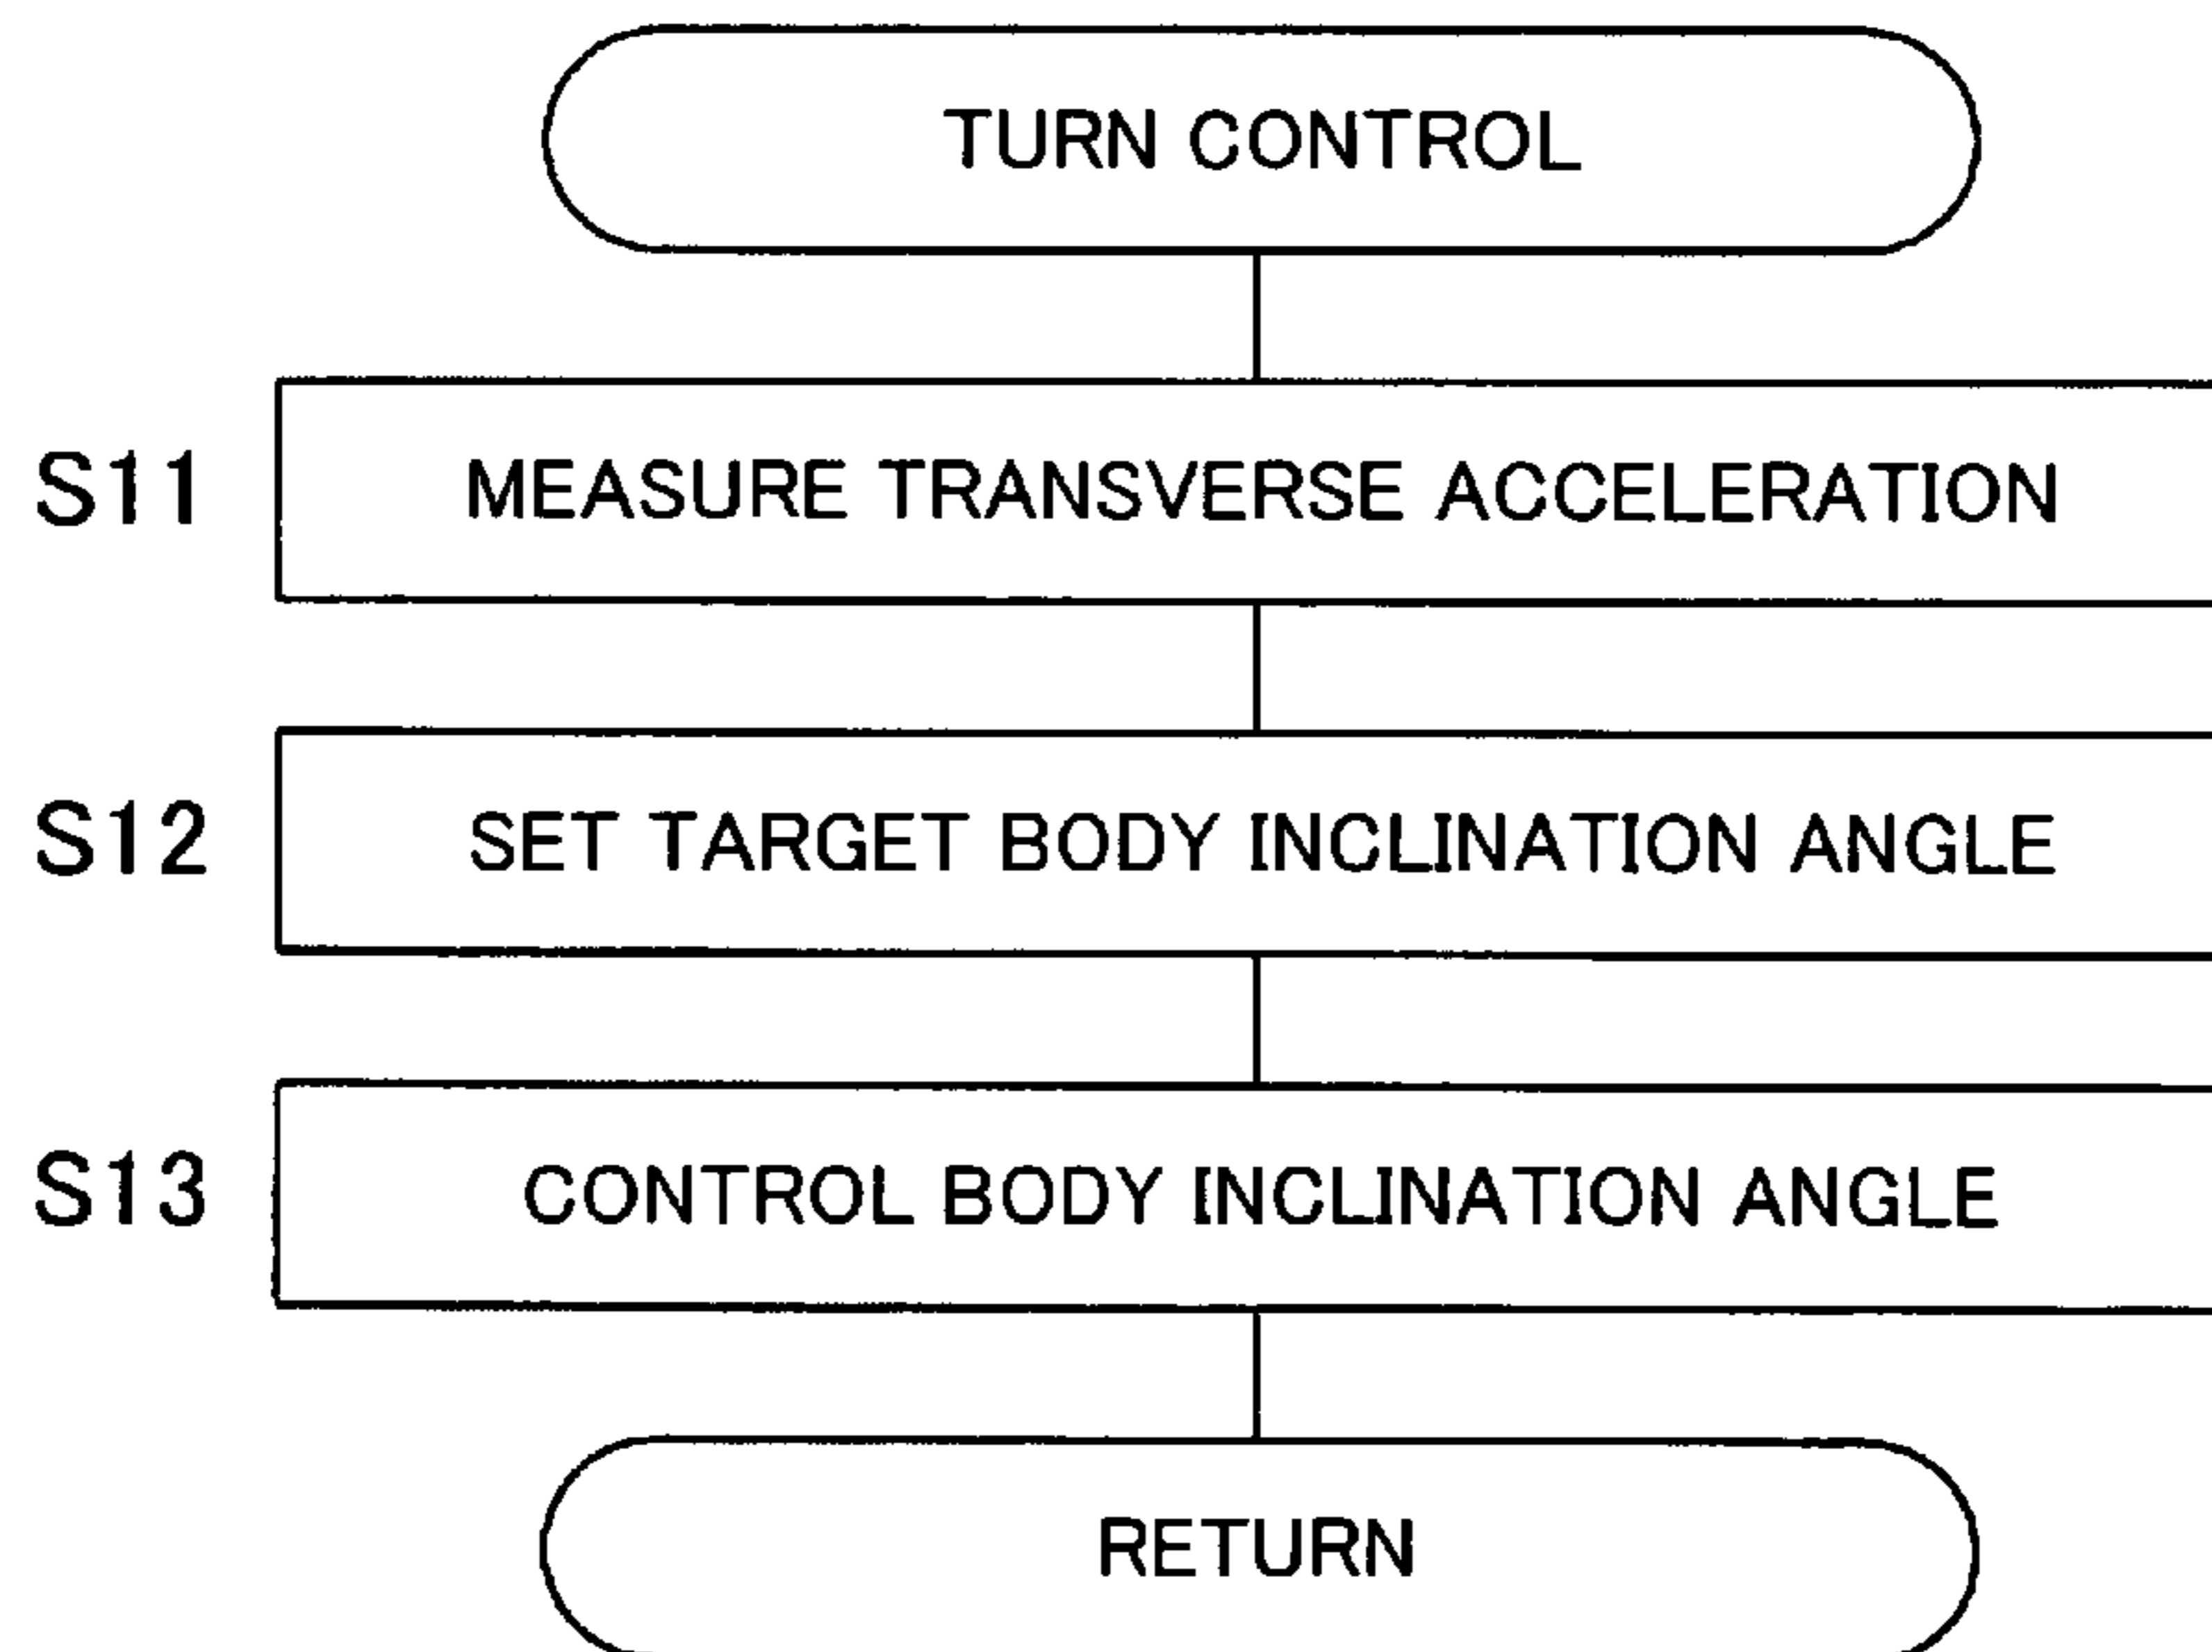 TURN CONTROL
S11 MEASURE TRANSVERSE ACCELERATION
S12 SET TARGET BODY INCLINATION ANGLE
S13 CONTROL BODY INCLINATION ANGLE
RETURN